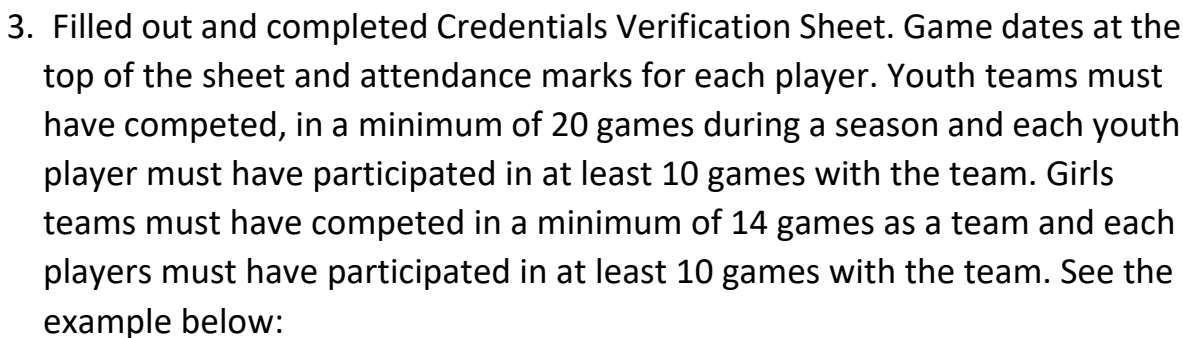 3. Filled out and completed Credentials Verification Sheet. Game dates at the
top of the sheet and attendance marks for each player. Youth teams must
have competed, in a minimum of 20 games during a season and each youth
player must have participated in at least 10 games with the team. Girls
teams must have competed in a minimum of 14 games as a team and each
players must have participated in at least 10 games with the team. See the
example below: